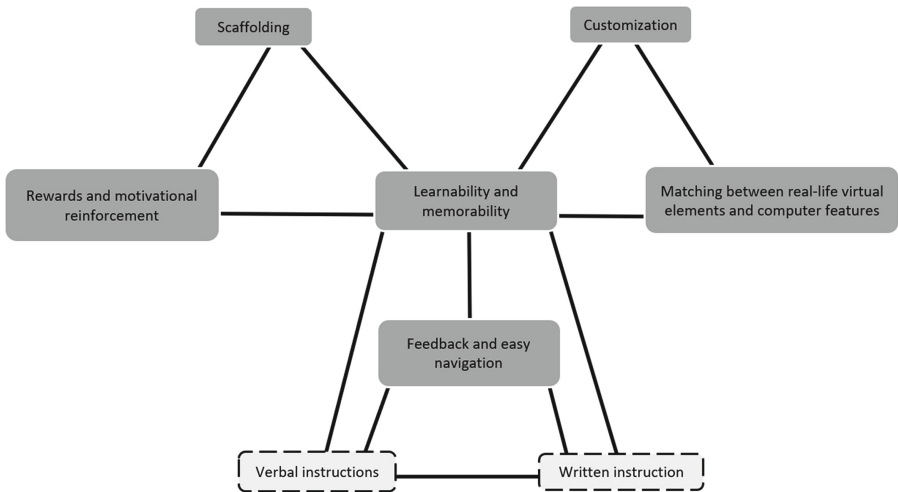 Scaffolding
Customization
Rewards and motivational
reinforcement
Learnability and
memorability
Matching between real-life virtual
elements and computer features
Feedback and easy
navigation
Verbal instructions
Written instruction